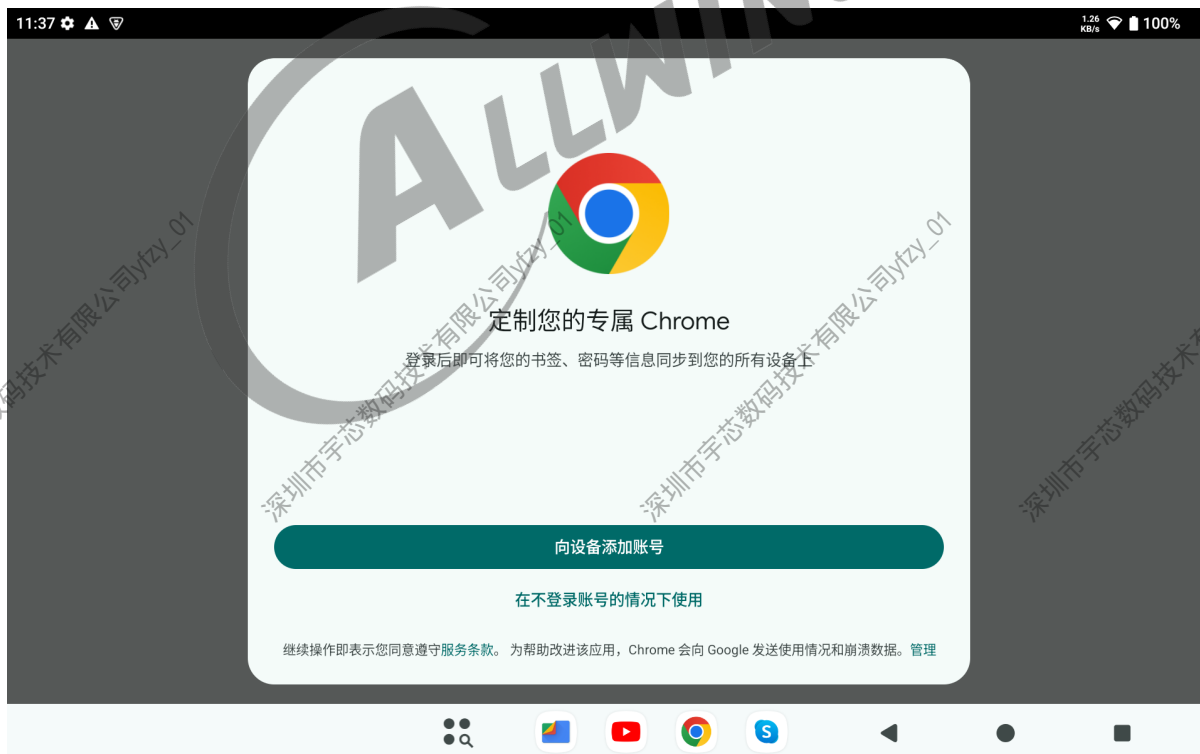 11:37
1.26
KB/s
100%
ALLWIN
定制您的专属 Chrome
登录后即可将您的书签、密码等信息同步到您的所有设备上
深圳市宇芯数码技术有限公司yfzy_01
深圳市宇芯数码技术有限公司yfzy_01
数码技术有限公司yfzy_01
深圳市宇芯数码技术
向设备添加账号
在不登录账号的情况下使用
继续操作即表示您同意遵守服务条款。 为帮助改进该应用，Chrome 会向 Google 发送使用情况和崩溃数据。管理